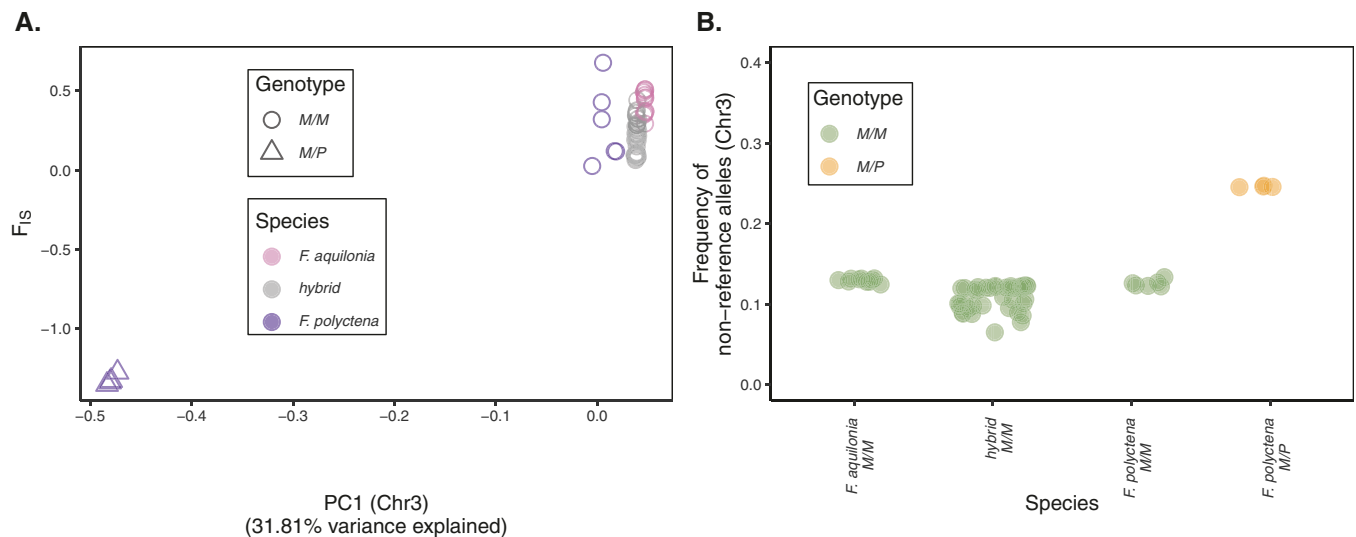 A.
Genotype
M/M
M/P
Species
F. aquilonia
hybrid
F. polyctena
0.5
0.0
−0.5
−1.0
FIS
−0.5
−0.4
−0.3
−0.2
−0.1
0.0
PC1 (Chr3)
(31.81% variance explained)
B.
Genotype
M/M
M/P
0.4
0.3
0.2
0.1
0.0
Frequency of
non−reference alleles (Chr3)
F. aquilonia
M/M
hybrid
M/M
F. polyctena
M/M
F. polyctena
M/P
Species